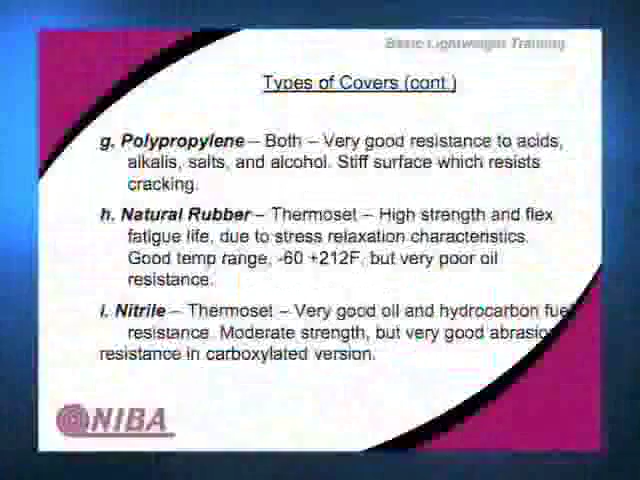 Basic Lightweight Training
Types of Covers (cont.)
g. Polypropylene – Both – Very good resistance to acids,
alkalis, salts, and alcohol. Stiff surface which resists
cracking.
h. Natural Rubber – Thermoset – High strength and flex
fatigue life, due to stress relaxation characteristics.
Good temp range, -60 +212F, but very poor oil
resistance.
i. Nitrile – Thermoset – Very good oil and hydrocarbon fuel
resistance. Moderate strength, but very good abrasion
resistance in carboxylated version.
NIBA